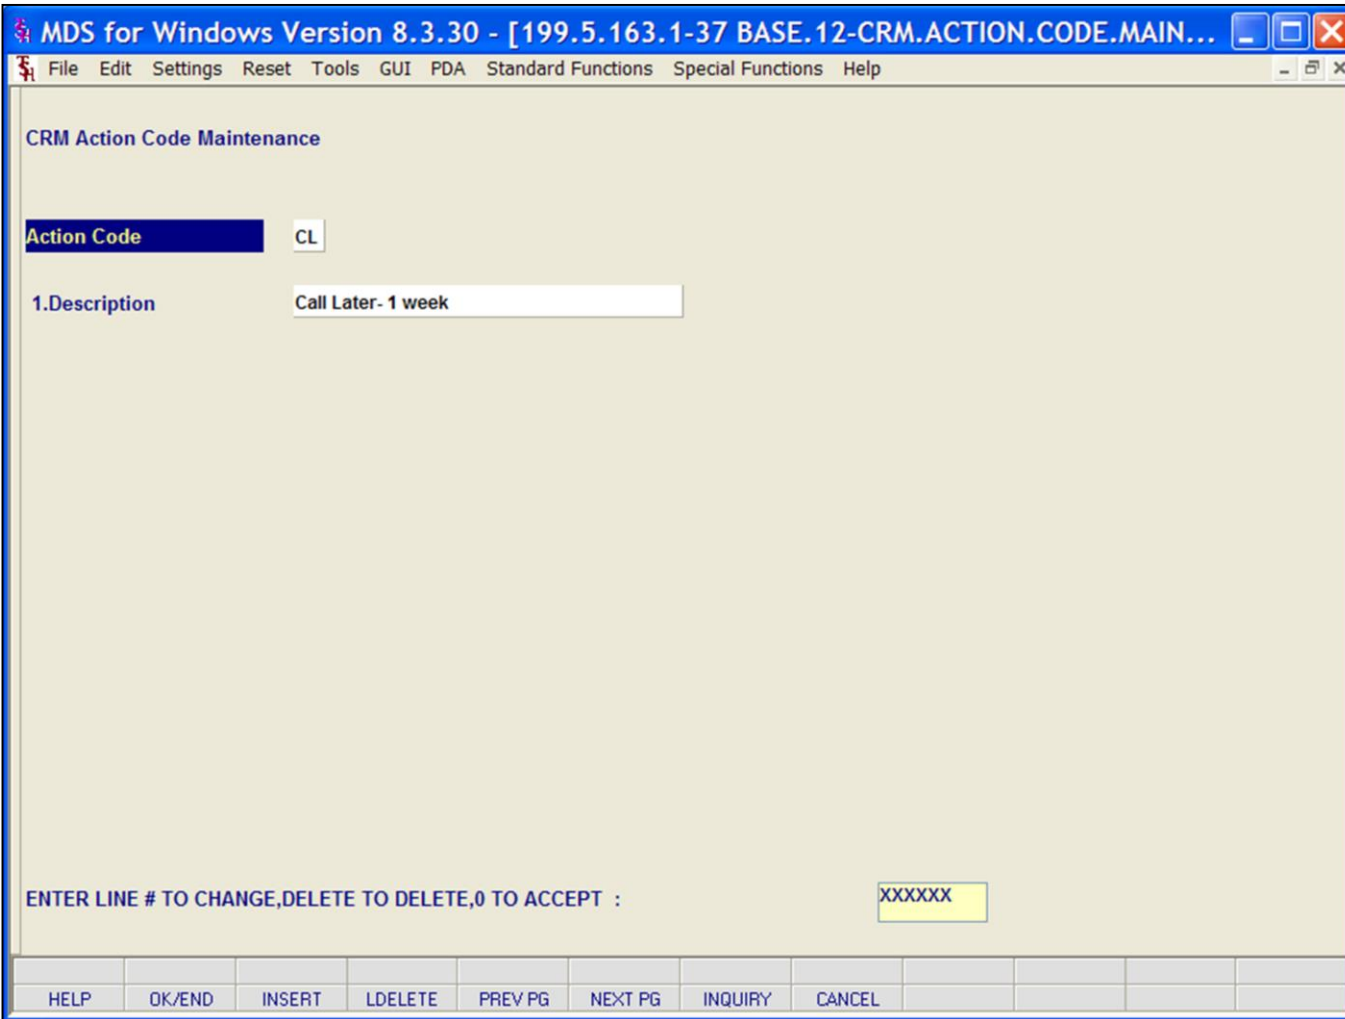 MDS for Windows Version 8.3.30 - [199.5.163.1-37 BASE.12-CRM.ACTION.CODE.MAIN...
File Edit Settings Reset Tools GUI PDA Standard Functions Special Functions Help
CRM Action Code Maintenance
Action Code CL
1.Description Call Later- 1 week
ENTER LINE # TO CHANGE,DELETE TO DELETE,0 TO ACCEPT : XXXXXX
HELP OK/END INSERT LDELETE PREV PG NEXT PG INQUIRY CANCEL